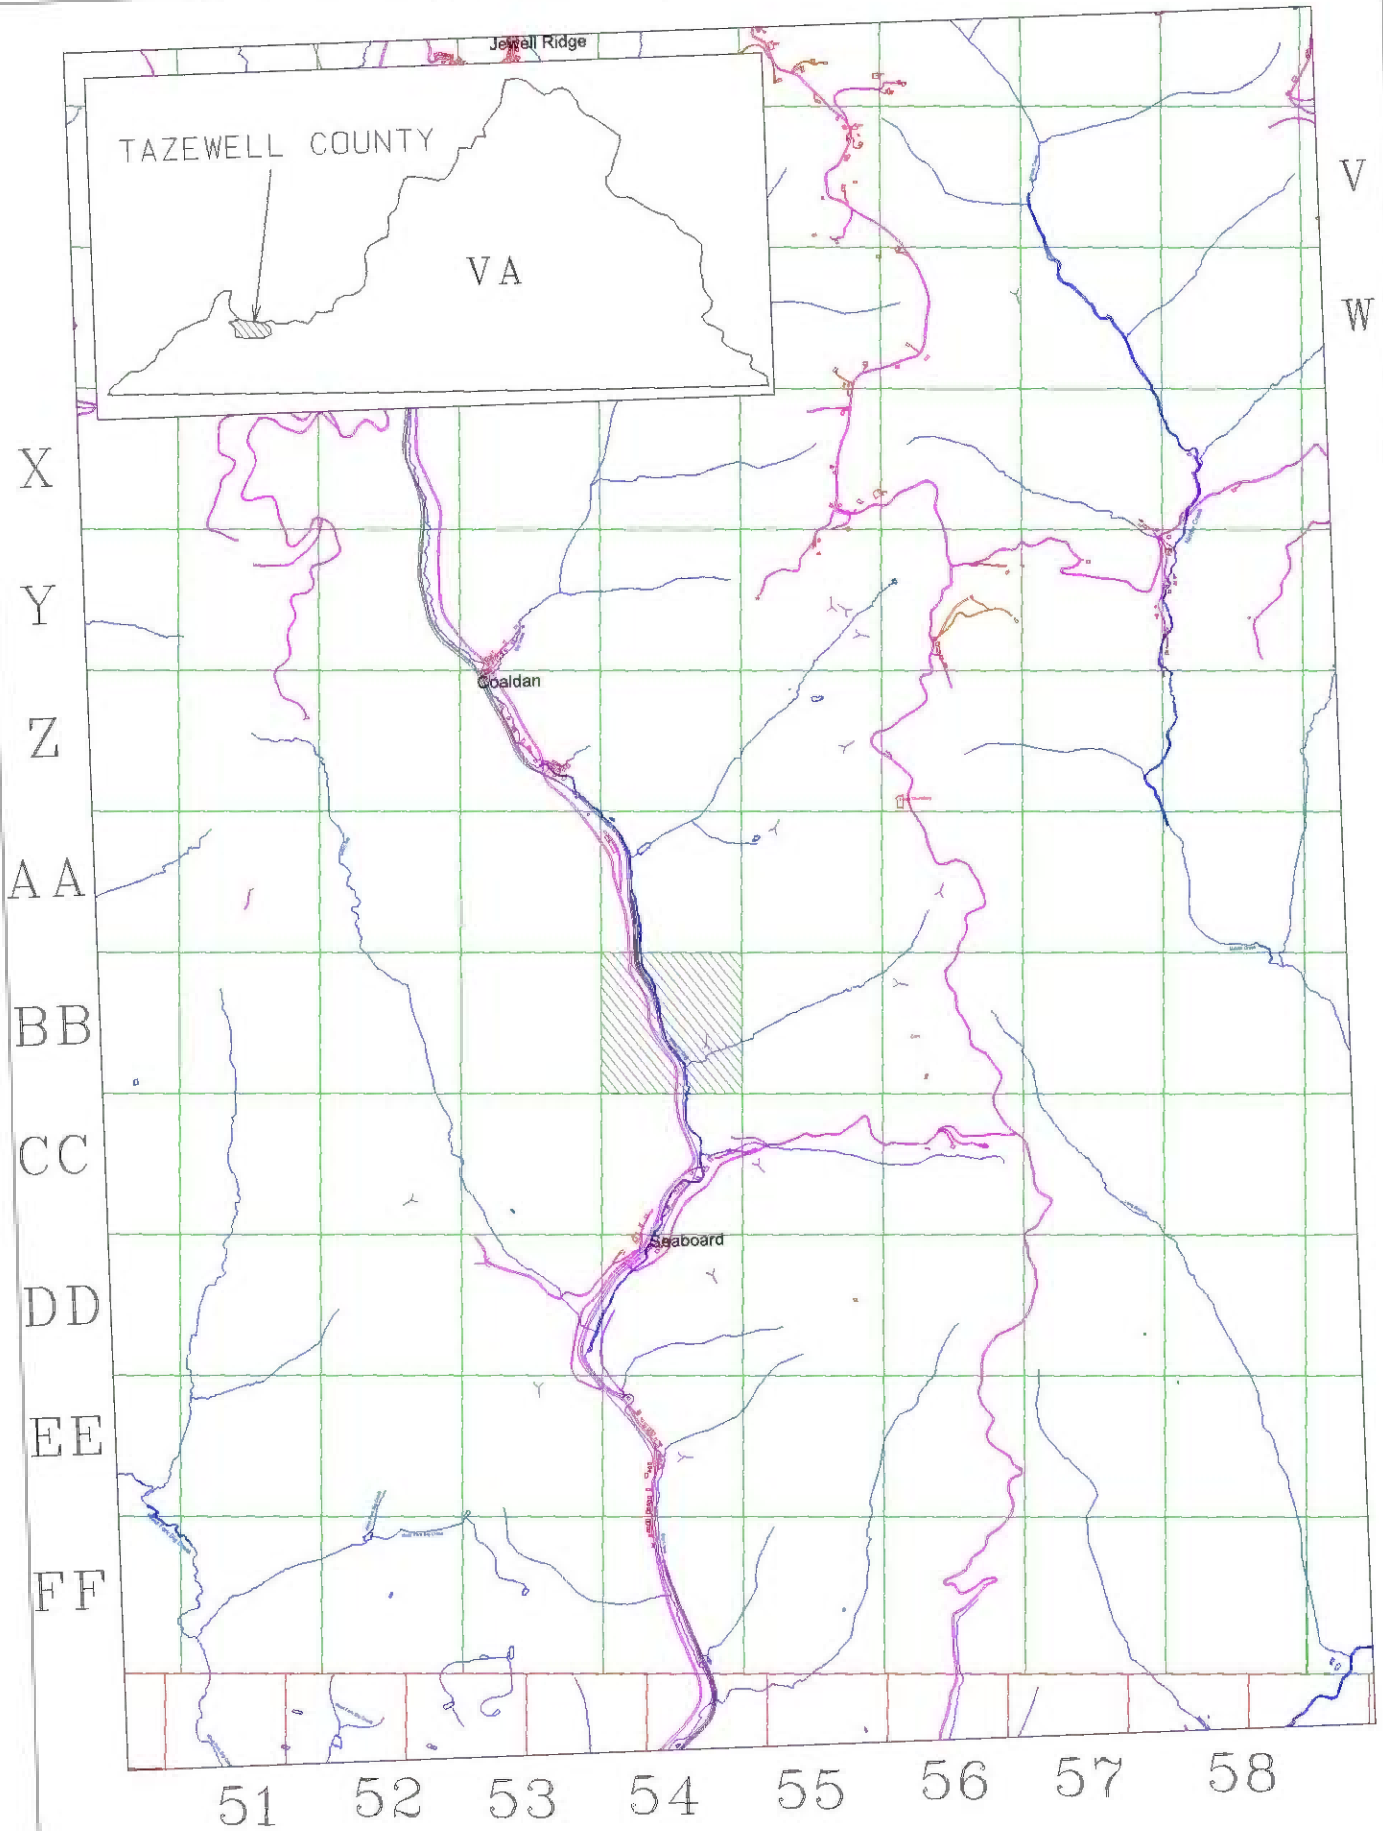 Jewell Ridge
TAZEWELL COUNTY
VA
V
W
X
Y
Coaldan
Z
AA
BB
CC
Seaboard
DD
EE
FF
51 52 53 54 55 56 57 58